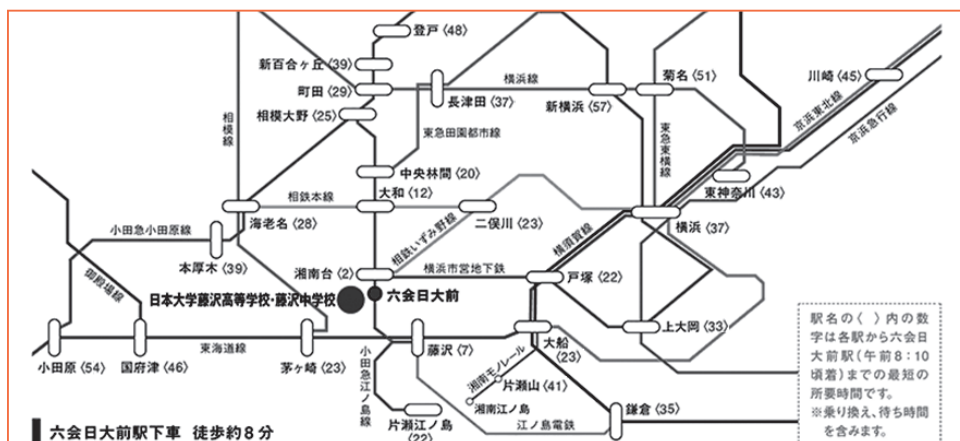 登戸〈48〉
新百合ヶ丘〈39〉
町田〈29〉
横浜線
菊名〈51〉
川崎〈45〉
長津田〈37〉
新横浜〈57〉
相模大野〈25〉
相模線
東急田園都市線
東急東横線
京浜東北線
京浜急行線
中央林間〈20〉
東神奈川〈43〉
相鉄本線
大和〈12〉
海老名〈28〉
二俣川〈23〉
横浜〈37〉
小田急小田原線
相鉄いずみ野線
横須賀線
本厚木〈39〉
湘南台〈2〉
横浜市営地下鉄
戸塚〈22〉
御殿場線
日本大学藤沢高等学校・藤沢中学校
六会日大前
上大岡〈33〉
東海道線
小田原〈54〉
国府津〈46〉
茅ヶ崎〈23〉
藤沢〈7〉
大船
〈23〉
小田急江ノ島線
湘南モノレール
片瀬山〈41〉
湘南江ノ島
鎌倉〈35〉
江ノ島電鉄
片瀬江ノ島
〈22〉
駅名の〈 〉内の数
字は各駅から六会日
大前駅(午前8:10
頃着)までの最短の
所要時間です。
※乗り換え、待ち時間
を含みます。
六会日大前駅下車 徒歩約8分